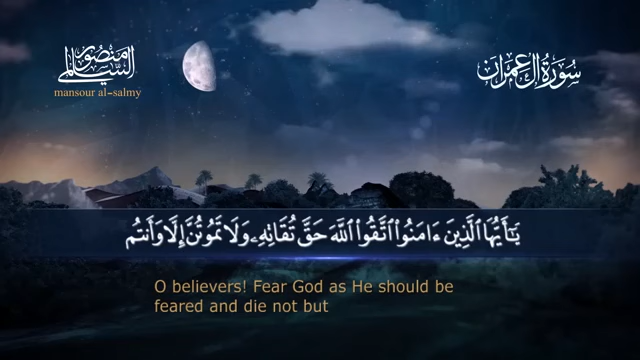 منصور السالمي
mansour al-salmy
سورة آل عمران
يَٰٓأَيُّهَا ٱلَّذِينَ ءَامَنُوا۟ ٱتَّقُوا۟ ٱللَّهَ حَقَّ تُقَاتِهِۦ وَلَا تَمُوتُنَّ إِلَّا وَأَنتُم
O believers! Fear God as He should be
feared and die not but